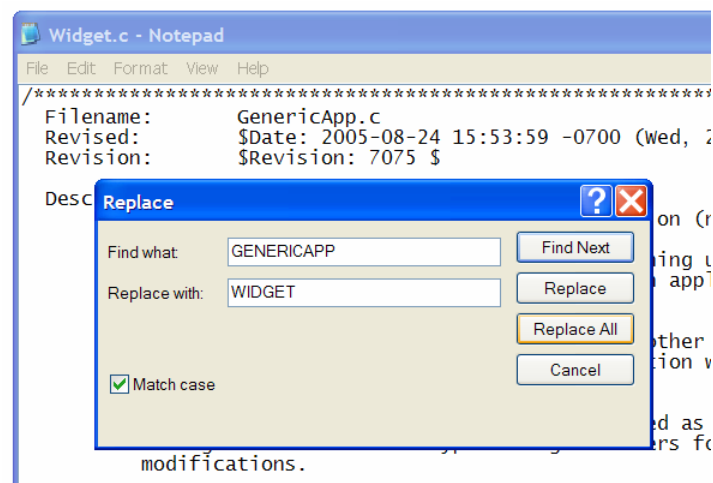 Widget.c - Notepad
File Edit Format View Help
/****************************************************************
Filename: GenericApp.c
Revised: $Date: 2005-08-24 15:53:59 -0700 (Wed, 2
Revision: $Revision: 7075 $
Desc
Replace
on (
Find what: GENERICAPP Find Next
ing
Replace with: WIDGET Replace
appl
Replace All
other
Cancel
tion w
Match case
ed as
ers fo
modifications.